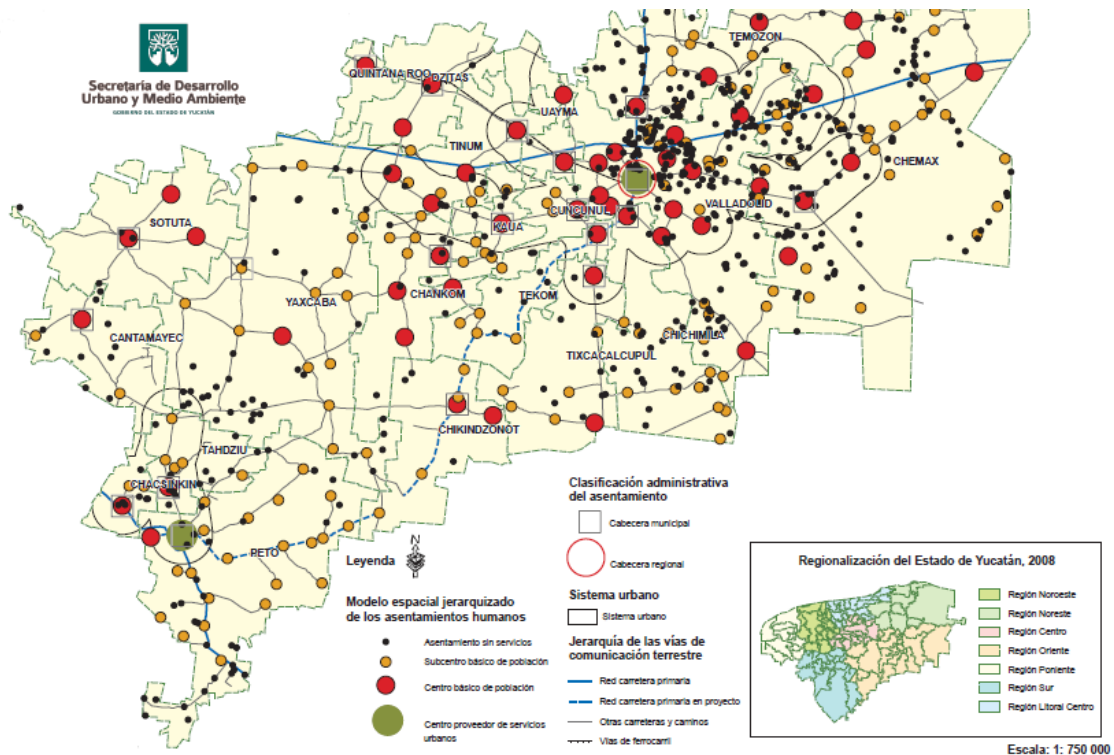 Secretaría de Desarrollo
Urbano y Medio Ambiente
GOBIERNO DEL ESTADO DE YUCATÁN
TEMOZON
QUINTANA ROO
DZITAS
UAYMA
TINUM
CHEMAX
SOTUTA
CUNCUNUL
VALLADOLID
KAUA
YAXCABA
CHANKOM
TEKOM
CANTAMAYEC
CHICHIMILA
TIXCACALCUPUL
CHIKINDZONOT
TAHDZIU
CHACSINKIN
PETO
Leyenda
N
Modelo espacial jerarquizado
de los asentamientos humanos
Asentamiento sin servicios
Subcentro básico de población
Centro básico de población
Centro proveedor de servicios
urbanos
Clasificación administrativa
del asentamiento
Cabecera municipal
Cabecera regional
Sistema urbano
Sistema urbano
Jerarquía de las vías de
comunicación terrestre
Red carretera primaria
Red carretera primaria en proyecto
Otras carreteras y caminos
Vías de ferrocarril
Regionalización del Estado de Yucatán, 2008
Región Noroeste
Región Noreste
Región Centro
Región Oriente
Región Poniente
Región Sur
Región Litoral Centro
Escala: 1: 750 000